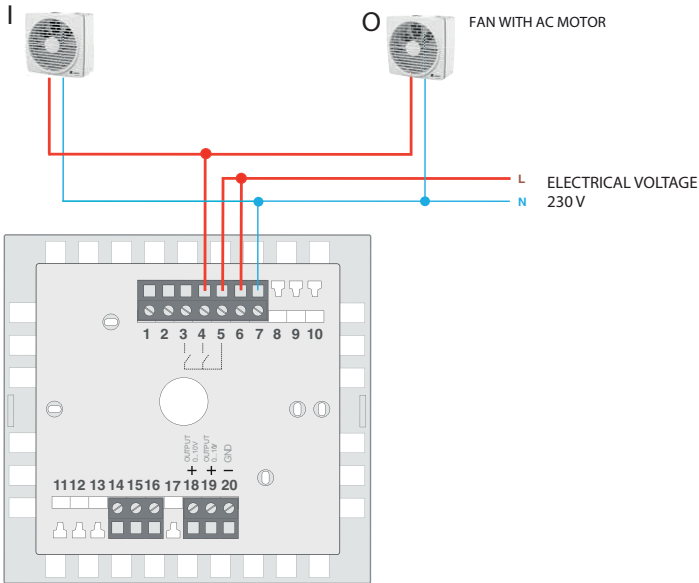 I
O FAN WITH AC MOTOR
L ELECTRICAL VOLTAGE
N 230 V
1 2 3 4 5 6 7 8 9 10
OUTPUT
0...10V
OUTPUT
0...10V
GND
+ + −
11 12 13 14 15 16 17 18 19 20